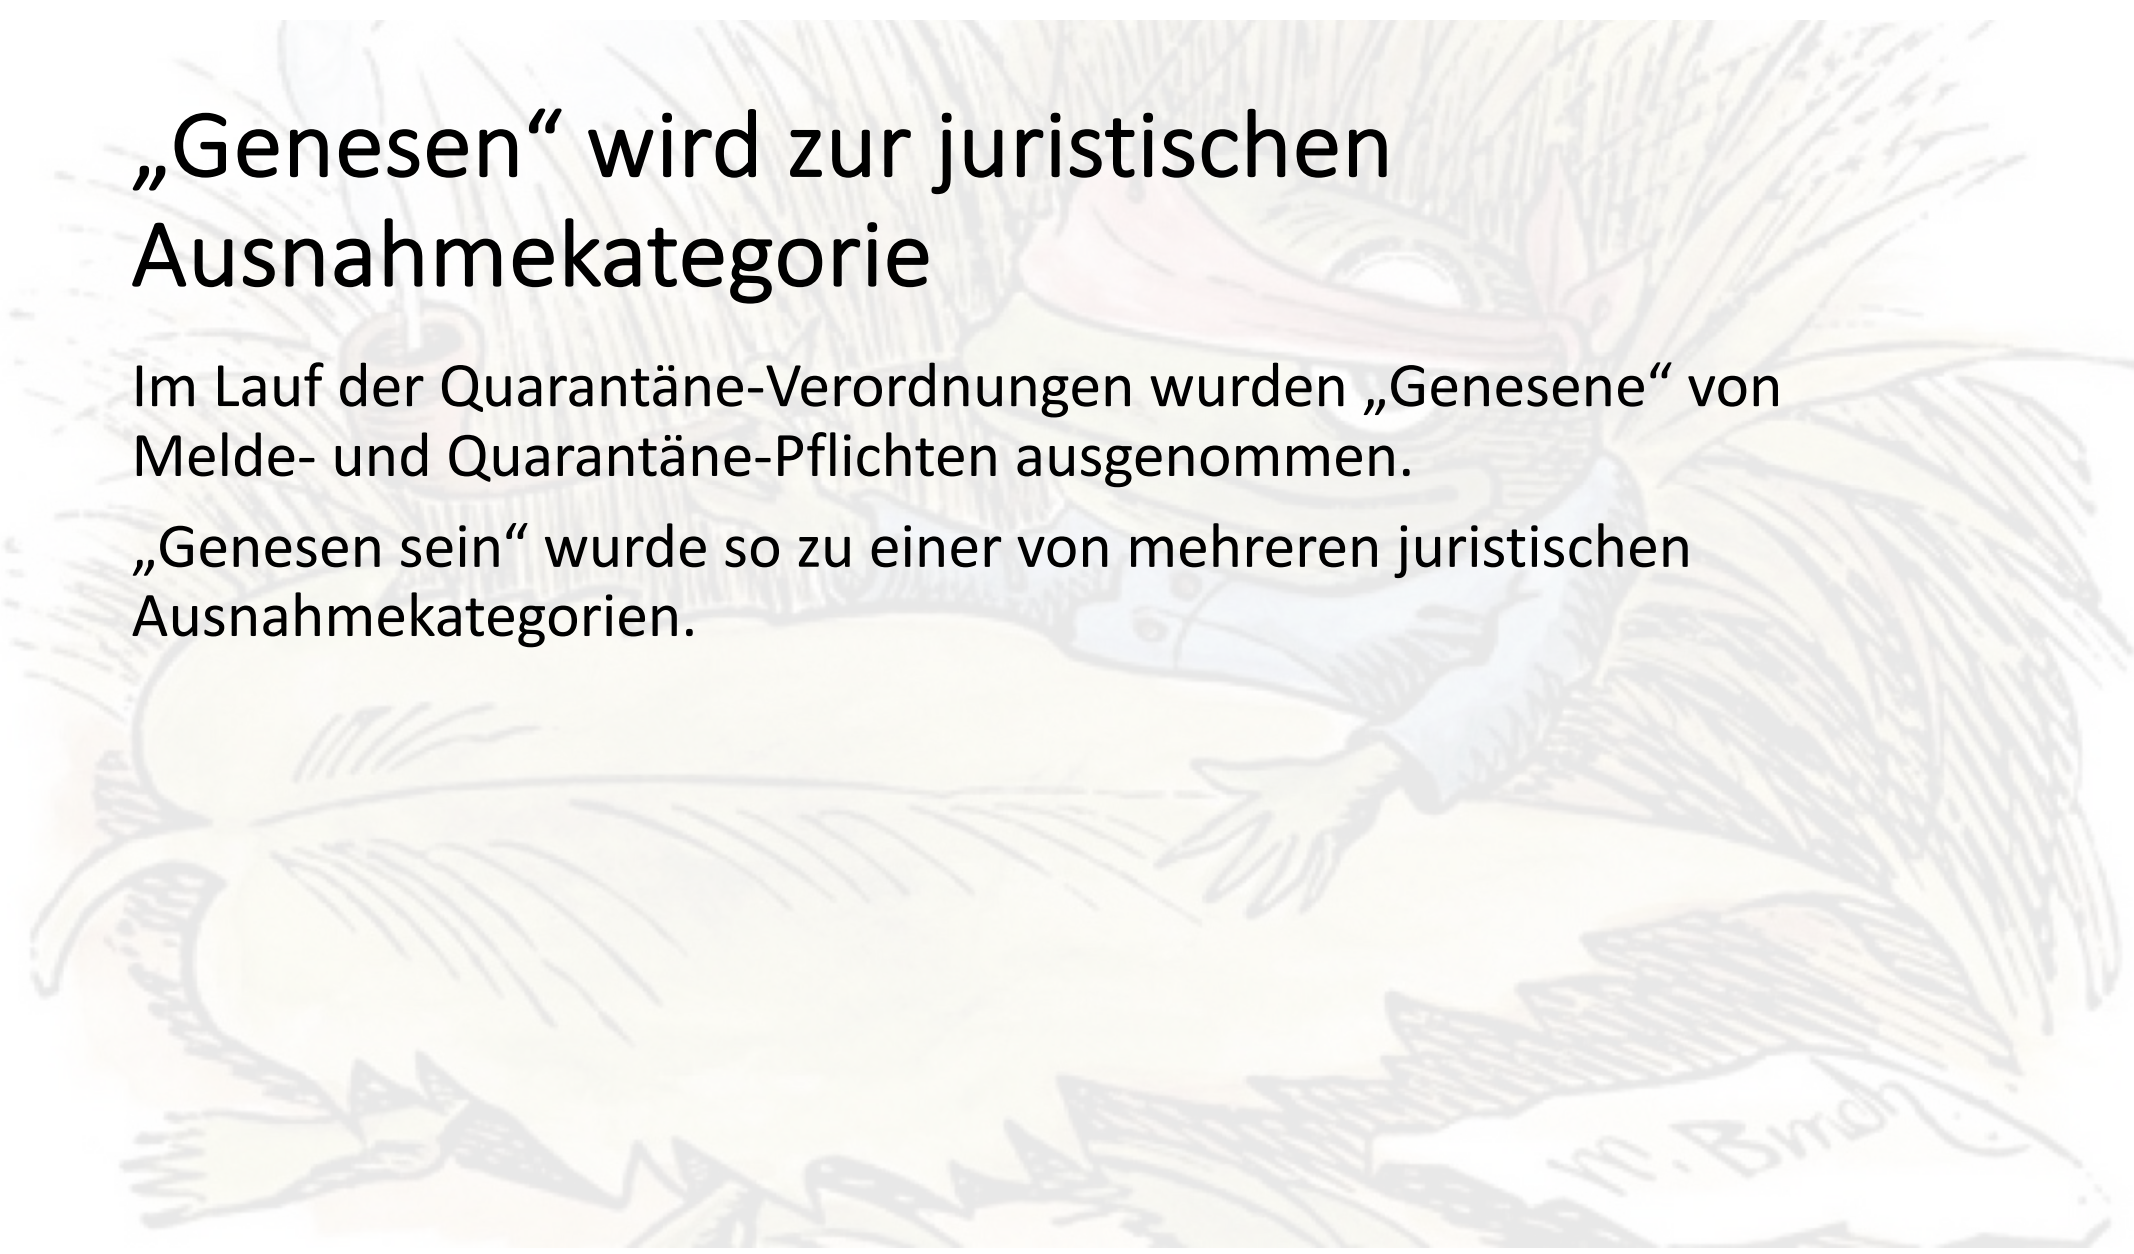 „Genesen“ wird zur juristischen
Ausnahmekategorie
Im Lauf der Quarantäne-Verordnungen wurden „Genesene“ von
Melde- und Quarantäne-Pflichten ausgenommen.
„Genesen sein“ wurde so zu einer von mehreren juristischen
Ausnahmekategorien.
M.